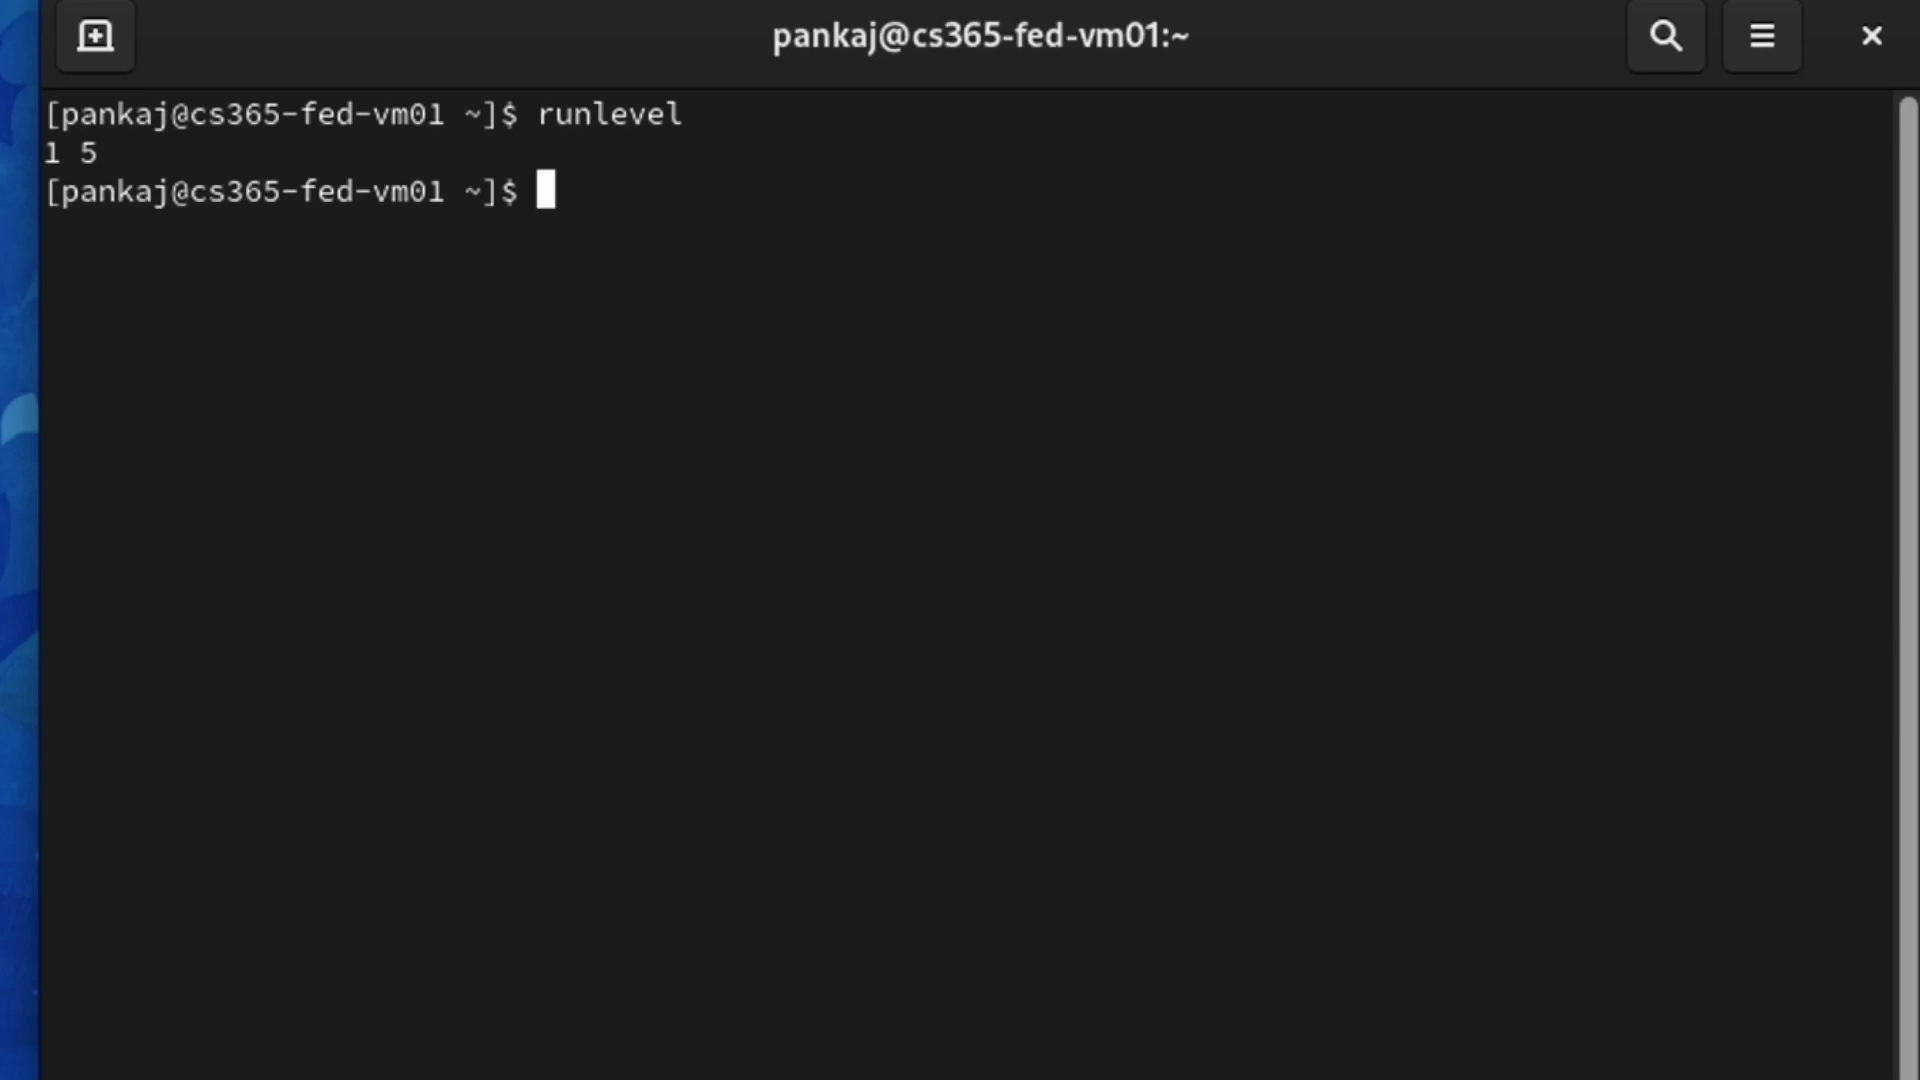 pankaj@cs365-fed-vm01:~
[pankaj@cs365-fed-vm01 ~]$ runlevel
1 5
[pankaj@cs365-fed-vm01 ~]$